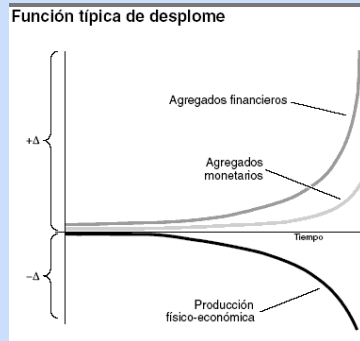 Función típica de desplome
Agregados financieros
+Δ
Agregados
monetarios
Tiempo
−Δ
Producción
físico-económica